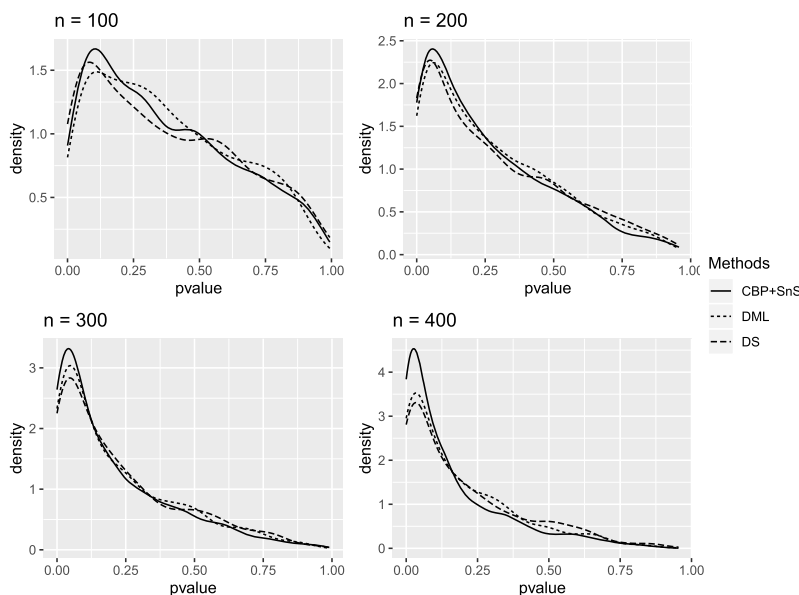 n = 100
density
1.5
1.0
0.5
0.00 0.25 0.50 0.75 1.00
pvalue
n = 200
density
2.5
2.0
1.5
1.0
0.5
0.0
0.00 0.25 0.50 0.75 1.00
pvalue
n = 300
density
3
2
1
0
0.00 0.25 0.50 0.75 1.00
pvalue
n = 400
density
4
3
2
1
0
0.00 0.25 0.50 0.75 1.00
pvalue
Methods
CBP+SnS
DML
DS